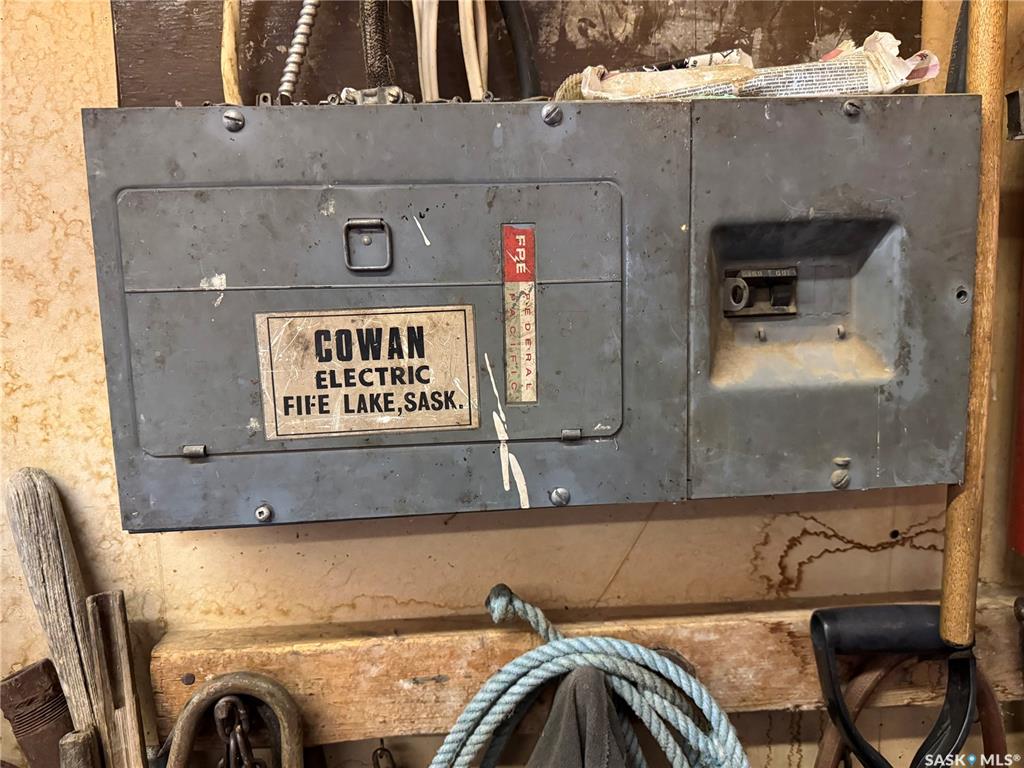 FPE
FEDERAL
PACIFIC
COWAN
ELECTRIC
FIFE LAKE, SASK.
SASK MLS®